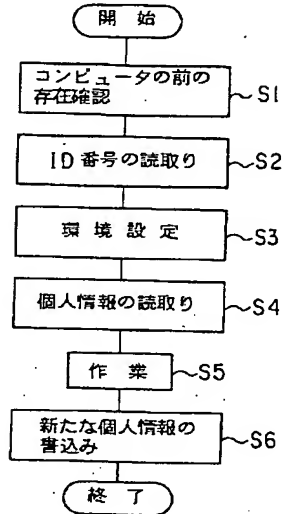 開始
コンピュータの前の
存在確認
S1
ID番号の読取り
S2
環境設定
S3
個人情報の読取り
S4
作業
S5
新たな個人情報の
書込み
S6
終了